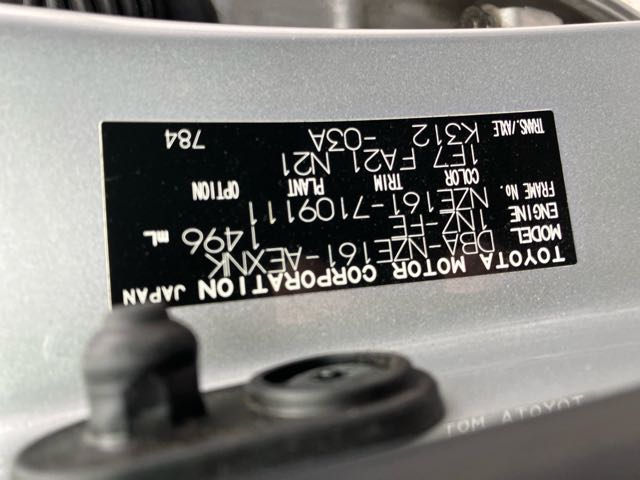 TOYOTA MOTOR CORPORATION JAPAN
MODEL DBA-NZE161-AEXNK
ENGINE 1NZ-FE 1496 mL
FRAME No. NZE161-7109111
COLOR TRIM PLANT OPTION
1E7 FA21 N21
TRANS./AXLE K312 -03A 784